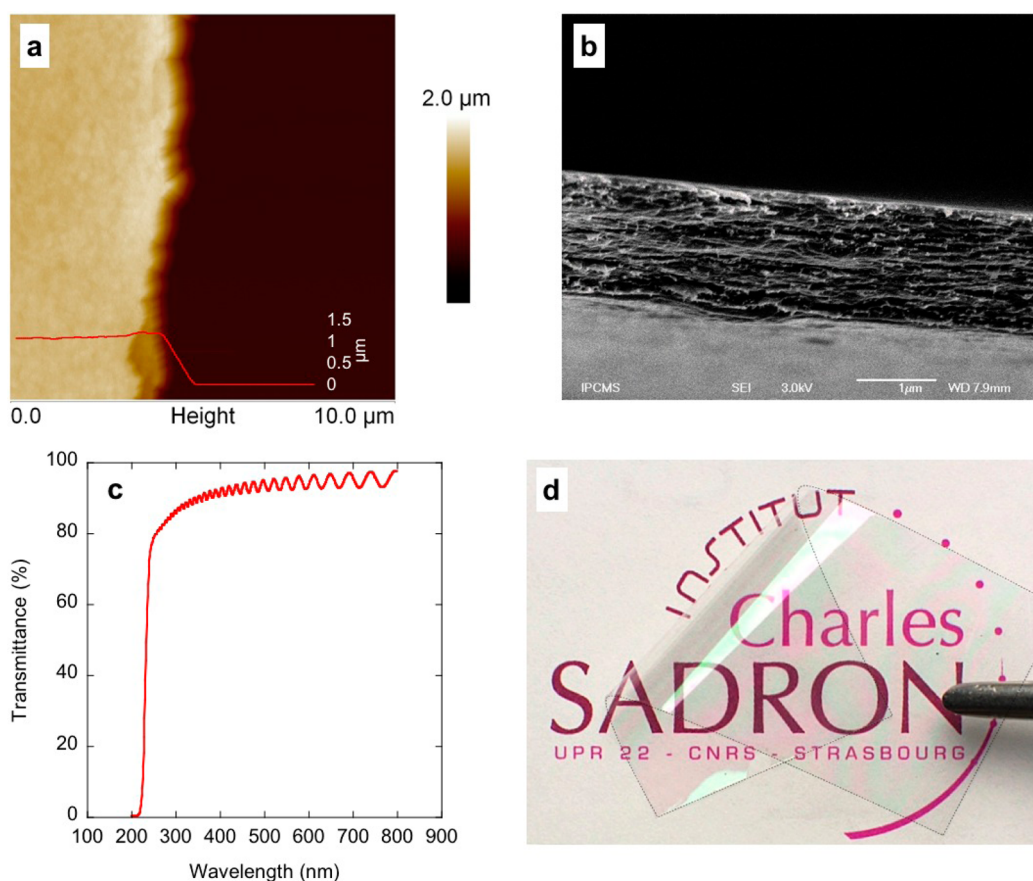 a
2.0 µm
1.5
1
0.5
0
µm
0.0 Height 10.0 µm
b
IPCMS SEI 3.0kV 1µm WD 7.9mm
c
100
80
60
40
20
0
Transmittance (%)
100 200 300 400 500 600 700 800 900
Wavelength (nm)
d
INSTITUT
Charles
SADRON
UPR 22 - CNRS - STRASBOURG